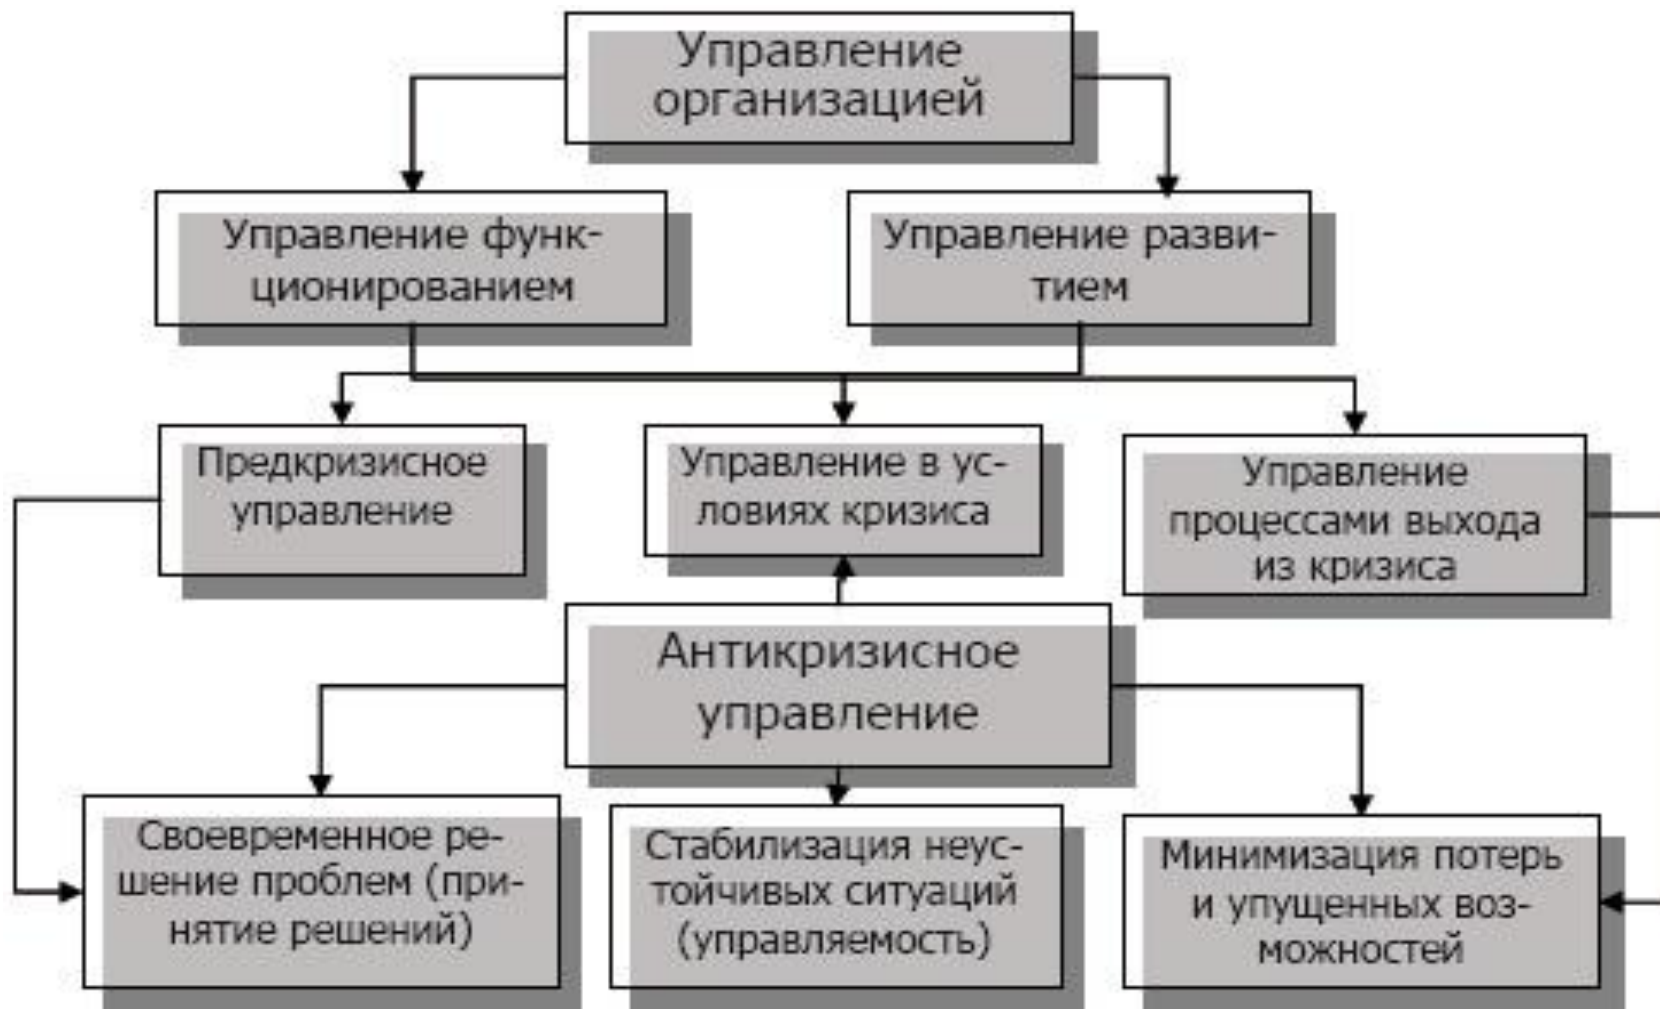 Управление
организацией
Управление функ-
ционированием
Управление разви-
тием
Предкризисное
управление
Управление в ус-
ловиях кризиса
Управление
процессами выхода
из кризиса
Антикризисное
управление
Своевременное ре-
шение проблем (при-
нятие решений)
Стабилизация неус-
тойчивых ситуаций
(управляемость)
Минимизация потерь
и упущенных воз-
можностей